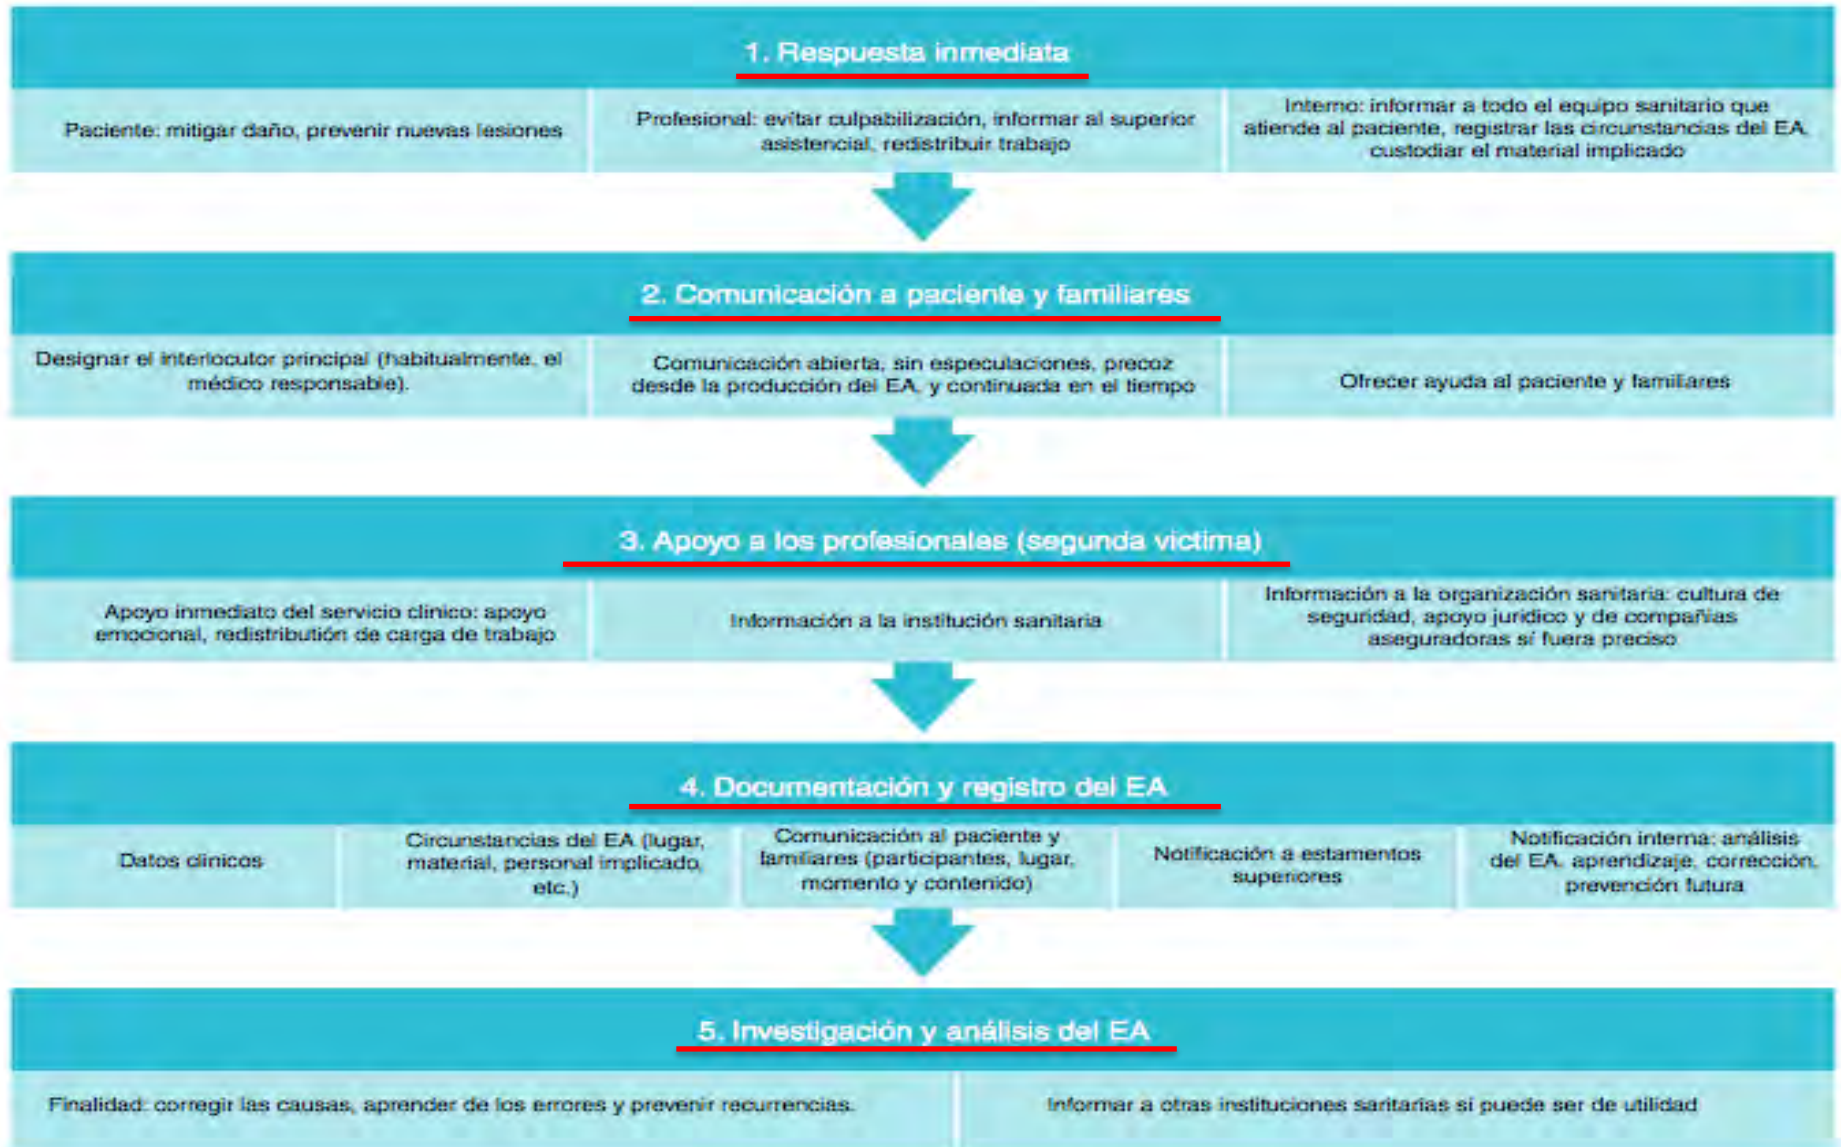 1. Respuesta inmediata
Paciente: mitigar daño, prevenir nuevas lesiones
Profesional: evitar culpabilización, informar al superior
asistencial, redistribuir trabajo
Interno: informar a todo el equipo sanitario que
atiende al paciente, registrar las circunstancias del EA,
custodiar el material implicado
2. Comunicación a paciente y familiares
Designar el interlocutor principal (habitualmente, el
médico responsable).
Comunicación abierta, sin especulaciones, precoz
desde la producción del EA, y continuada en el tiempo
Ofrecer ayuda al paciente y familiares
3. Apoyo a los profesionales (segunda víctima)
Apoyo inmediato del servicio clínico: apoyo
emocional, redistributión de carga de trabajo
Información a la institución sanitaria
Información a la organización sanitaria: cultura de
seguridad, apoyo jurídico y de compañías
aseguradoras sí fuera preciso
4. Documentación y registro del EA
Datos clínicos
Circunstancias del EA (lugar,
material, personal implicado,
etc.)
Comunicación al paciente y
familiares (participantes, lugar,
momento y contenido)
Notificación a estamentos
superiores
Notificación interna: análisis
del EA, aprendizaje, corrección,
prevención futura
5. Investigación y análisis del EA
Finalidad: corregir las causas, aprender de los errores y prevenir recurrencias.
Informar a otras instituciones sanitarias sí puede ser de utilidad